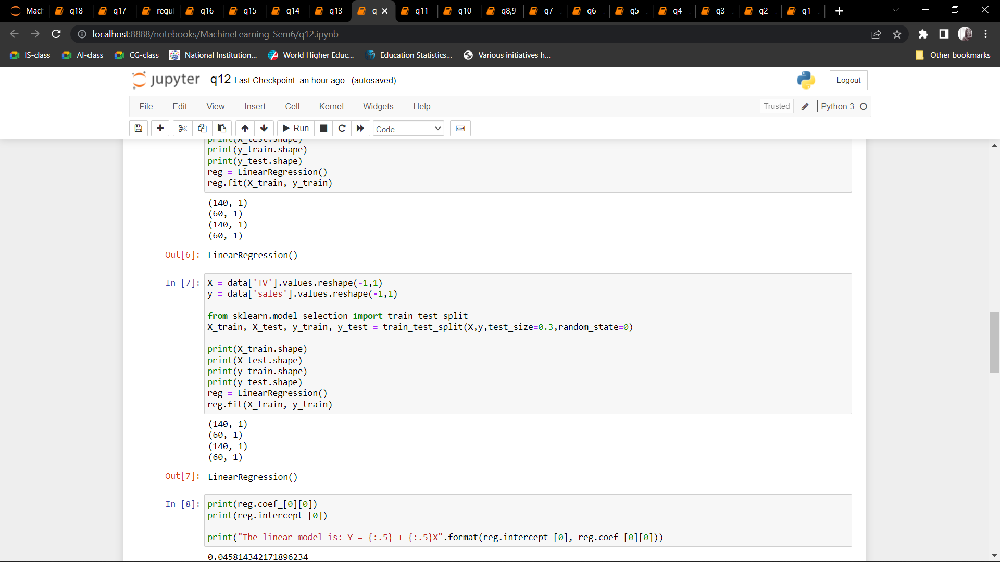 Mach q18 - q17 - regul q16 - q15 - q14 - q13 - q q11 - q10 - q8,9 q7 - q6 - q5 - q4 - q3 - q2 - q1 -
localhost:8888/notebooks/MachineLearning_Sem6/q12.ipynb
IS-class AI-class CG-class National Institution... World Higher Educ... Education Statistics... Various initiatives h... Other bookmarks
jupyter q12 Last Checkpoint: an hour ago (autosaved) Logout
File Edit View Insert Cell Kernel Widgets Help Trusted Python 3
Run Code
print(X_test.shape)
print(y_train.shape)
print(y_test.shape)
reg = LinearRegression()
reg.fit(X_train, y_train)
(140, 1)
(60, 1)
(140, 1)
(60, 1)
Out[6]: LinearRegression()
In [7]: X = data['TV'].values.reshape(-1,1)
y = data['sales'].values.reshape(-1,1)
from sklearn.model_selection import train_test_split
X_train, X_test, y_train, y_test = train_test_split(X,y,test_size=0.3,random_state=0)
print(X_train.shape)
print(X_test.shape)
print(y_train.shape)
print(y_test.shape)
reg = LinearRegression()
reg.fit(X_train, y_train)
(140, 1)
(60, 1)
(140, 1)
(60, 1)
Out[7]: LinearRegression()
In [8]: print(reg.coef_[0][0])
print(reg.intercept_[0])
print("The linear model is: Y = {:.5} + {:.5}X".format(reg.intercept_[0], reg.coef_[0][0]))
0.045814342171896234